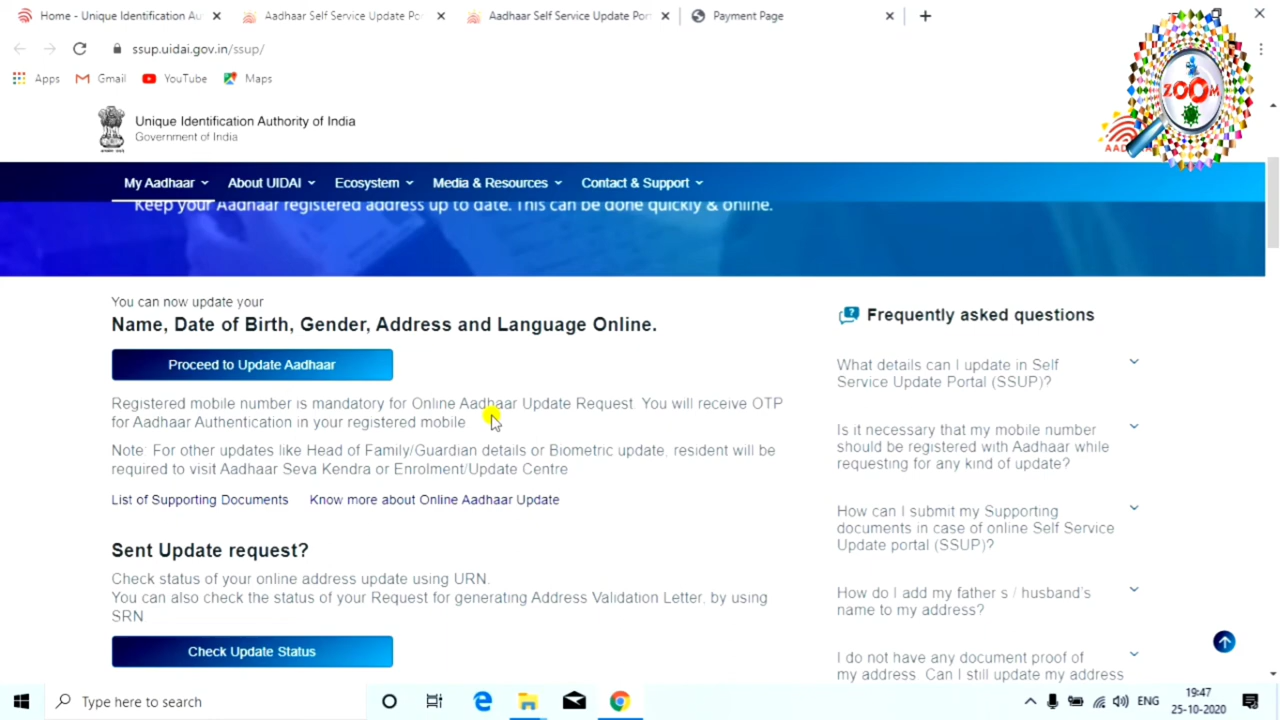 Home - Unique Identification Au
Aadhaar Self Service Update Po
Aadhaar Self Service Update Por
Payment Page
ssup.uidai.gov.in/ssup/
Apps
Gmail
YouTube
Maps
ZOOM
Unique Identification Authority of India
Government of India
My Aadhaar
About UIDAI
Ecosystem
Media & Resources
Contact & Support
Keep your Aadhaar registered address up to date. This can be done quickly & online.
You can now update your
Name, Date of Birth, Gender, Address and Language Online.
Proceed to Update Aadhaar
Registered mobile number is mandatory for Online Aadhaar Update Request. You will receive OTP
for Aadhaar Authentication in your registered mobile
Note: For other updates like Head of Family/Guardian details or Biometric update, resident will be
required to visit Aadhaar Seva Kendra or Enrolment/Update Centre
List of Supporting Documents
Know more about Online Aadhaar Update
Sent Update request?
Check status of your online address update using URN.
You can also check the status of your Request for generating Address Validation Letter, by using
SRN
Check Update Status
Frequently asked questions
What details can I update in Self
Service Update Portal (SSUP)?
Is it necessary that my mobile number
should be registered with Aadhaar while
requesting for any kind of update?
How can I submit my Supporting
documents in case of online Self Service
Update portal (SSUP)?
How do I add my father s / husband's
name to my address?
I do not have any document proof of
my address. Can I still update my address
Type here to search
ENG
19:47
25-10-2020